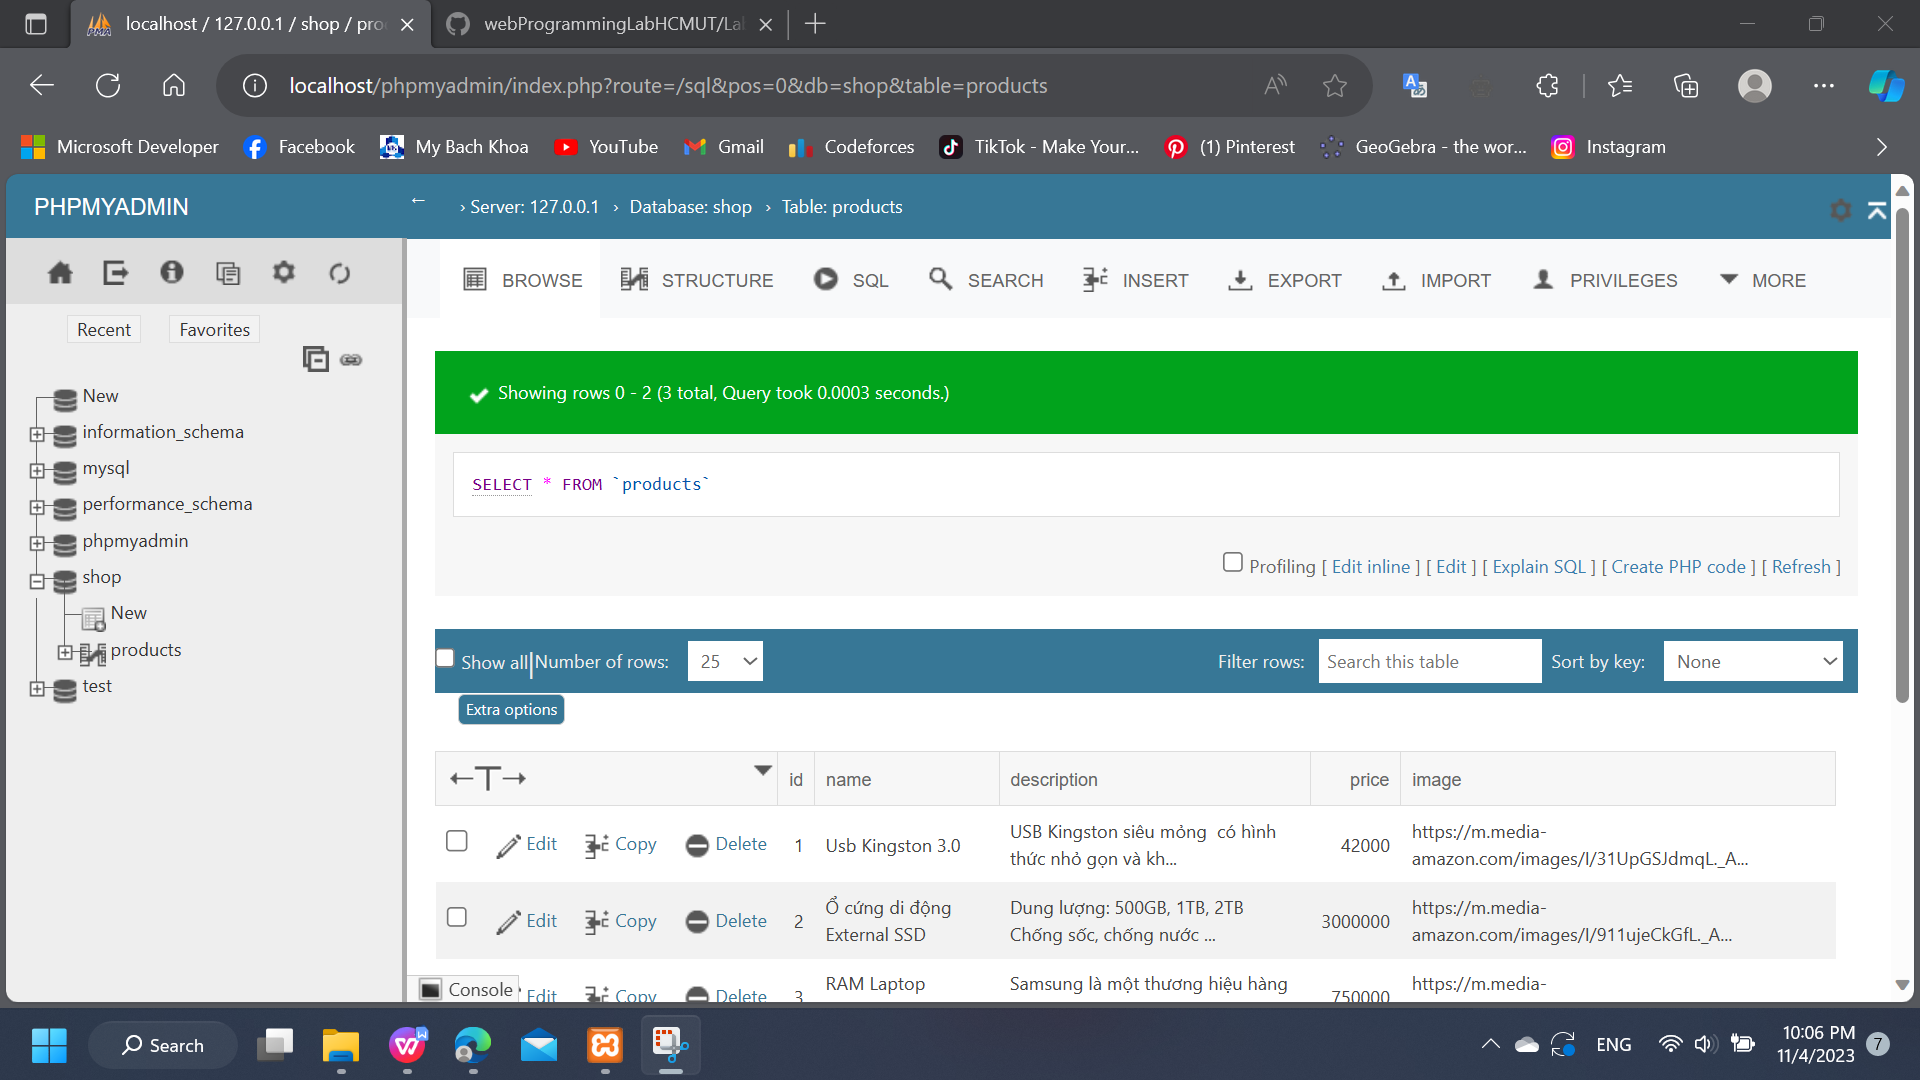 localhost / 127.0.0.1 / shop / pro
webProgrammingLabHCMUT/La
localhost/phpmyadmin/index.php?route=/sql&pos=0&db=shop&table=products
Microsoft Developer
Facebook
My Bach Khoa
YouTube
Gmail
Codeforces
TikTok - Make Your...
(1) Pinterest
GeoGebra - the wor...
Instagram
PHPMYADMIN
← › Server: 127.0.0.1 › Database: shop › Table: products
BROWSE
STRUCTURE
SQL
SEARCH
INSERT
EXPORT
IMPORT
PRIVILEGES
MORE
Recent
Favorites
New
information_schema
mysql
performance_schema
phpmyadmin
shop
New
products
test
Showing rows 0 - 2 (3 total, Query took 0.0003 seconds.)
SELECT * FROM `products`
Profiling [ Edit inline ] [ Edit ] [ Explain SQL ] [ Create PHP code ] [ Refresh ]
Show all
Number of rows: 25
Filter rows: Search this table
Sort by key: None
Extra options
←T→ id name description price image
Edit Copy Delete 1 Usb Kingston 3.0
USB Kingston siêu mỏng  có hình
thức nhỏ gọn và kh...
42000
https://m.media-
amazon.com/images/I/31UpGSJdmqL._A...
Edit Copy Delete 2
Ổ cứng di động
External SSD
Dung lượng: 500GB, 1TB, 2TB
Chống sốc, chống nước ...
3000000
https://m.media-
amazon.com/images/I/911ujeCkGfL._A...
Edit Copy Delete 3
RAM Laptop
Samsung là một thương hiệu hàng
750000
https://m.media-
Console
Search
ENG
10:06 PM
11/4/2023
7